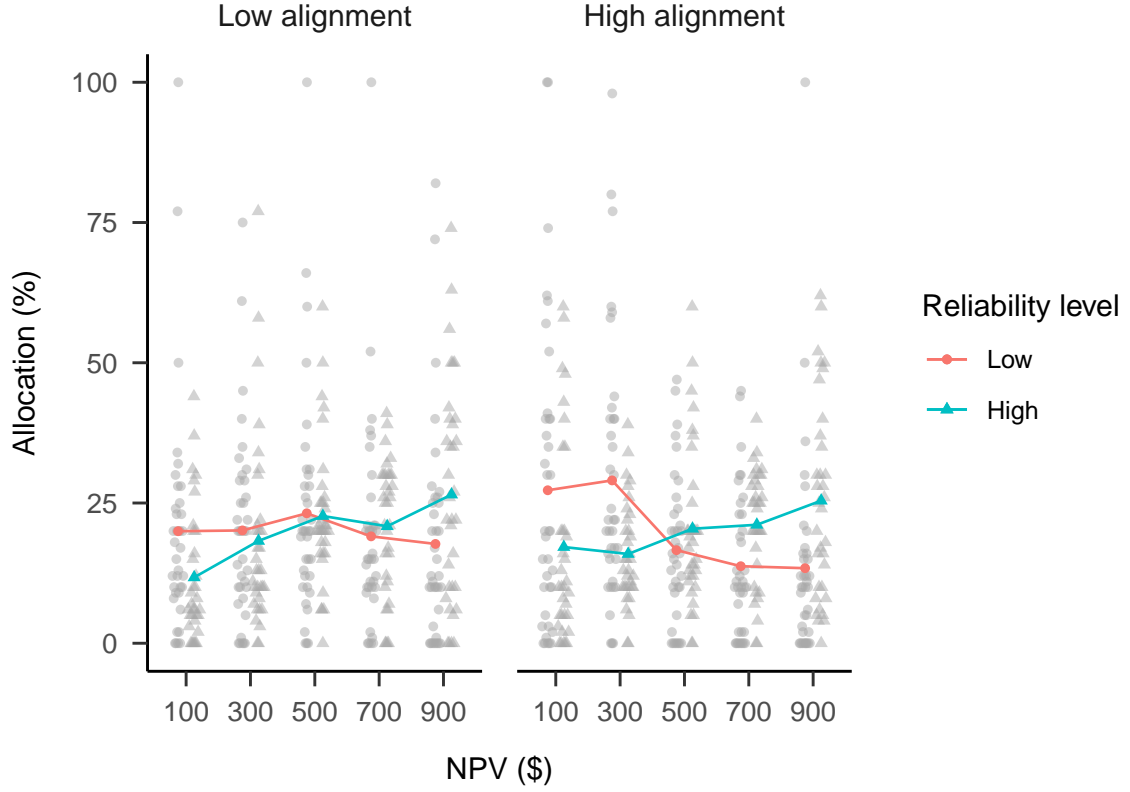 Low alignment
High alignment
Allocation (%)
100
75
50
25
0
100 300 500 700 900
100 300 500 700 900
NPV ($)
Reliability level
Low
High